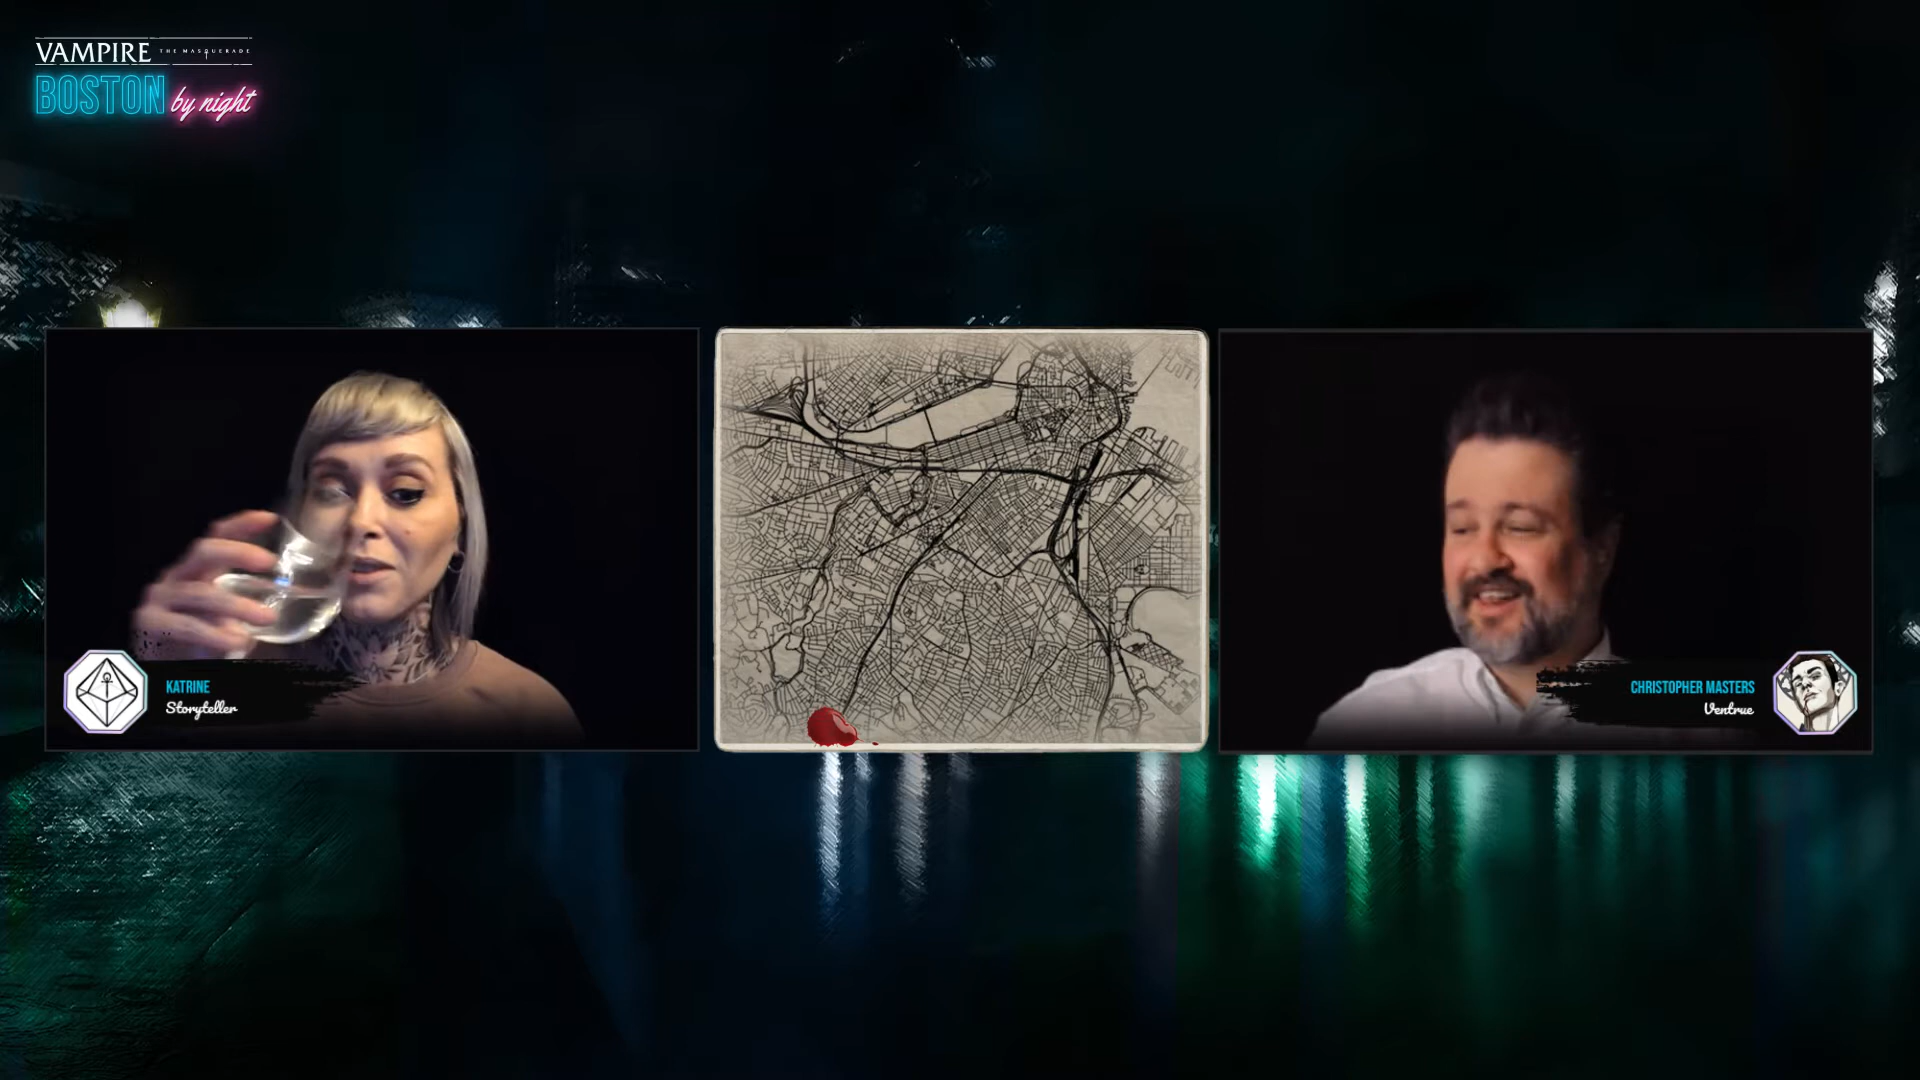 VAMPIRE THE MASQUERADE
BOSTON by night
KATRINE
Storyteller
CHRISTOPHER MASTERS
Ventrue